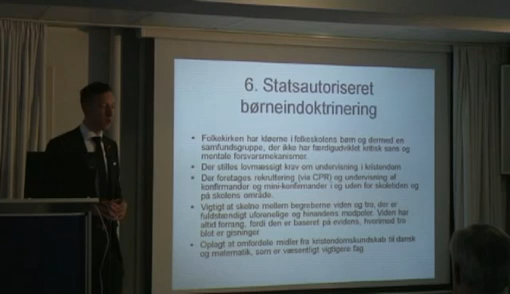 6. Statsautoriseret
børneindoktrinering
Folkekirken har kløerne i folkeskolens børn og dermed en
samfundsgruppe, der ikke har færdigudviklet kritisk sans og
mentale forsvarsmekanismer.
Der stilles lovmæssigt krav om undervisning i kristendom
Der foretages rekruttering (via CPR) og undervisning af
konfirmander og mini-konfirmander i og uden for skoletiden og
på skolens område.
Vigtigt at skelne mellem begreberne viden og tro, der er
fuldstændigt uforenelige og hinandens modpoler. Viden har
altid forrang, fordi den er baseret på evidens, hvorimod tro
blot er gisninger
Oplagt at omfordele midler fra kristendomskundskab til dansk
og matematik, som er væsentligt vigtigere fag